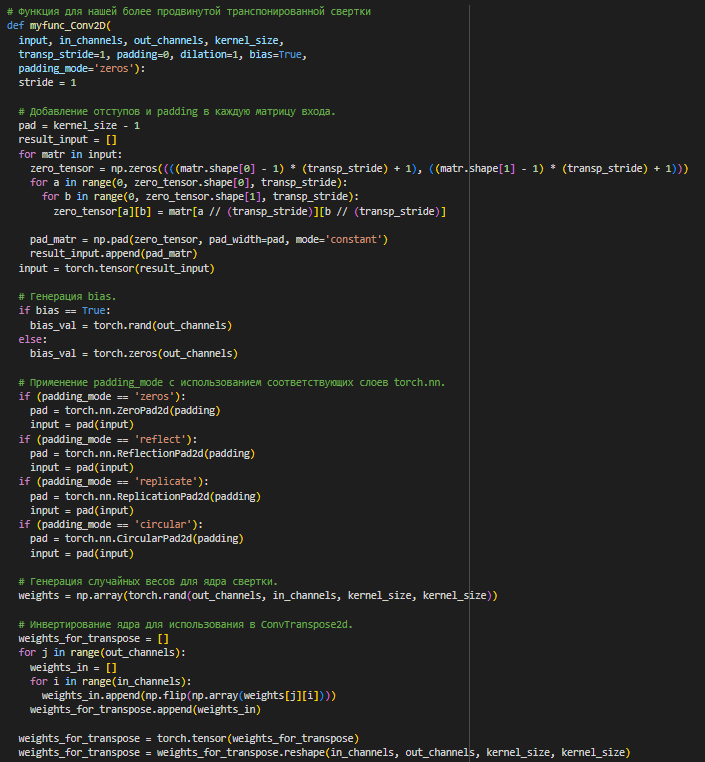 # Функция для нашей более продвинутой транспонированной свертки
def myfunc_Conv2D(
  input, in_channels, out_channels, kernel_size,
  transp_stride=1, padding=0, dilation=1, bias=True,
  padding_mode='zeros'):
  stride = 1

  # Добавление отступов и padding в каждую матрицу входа.
  pad = kernel_size - 1
  result_input = []
  for matr in input:
    zero_tensor = np.zeros((((matr.shape[0] - 1) * (transp_stride) + 1), ((matr.shape[1] - 1) * (transp_stride) + 1)))
    for a in range(0, zero_tensor.shape[0], transp_stride):
      for b in range(0, zero_tensor.shape[1], transp_stride):
        zero_tensor[a][b] = matr[a // (transp_stride)][b // (transp_stride)]

    pad_matr = np.pad(zero_tensor, pad_width=pad, mode='constant')
    result_input.append(pad_matr)
  input = torch.tensor(result_input)

  # Генерация bias.
  if bias == True:
    bias_val = torch.rand(out_channels)
  else:
    bias_val = torch.zeros(out_channels)

  # Применение padding_mode с использованием соответствующих слоев torch.nn.
  if (padding_mode == 'zeros'):
    pad = torch.nn.ZeroPad2d(padding)
    input = pad(input)
  if (padding_mode == 'reflect'):
    pad = torch.nn.ReflectionPad2d(padding)
    input = pad(input)
  if (padding_mode == 'replicate'):
    pad = torch.nn.ReplicationPad2d(padding)
    input = pad(input)
  if (padding_mode == 'circular'):
    pad = torch.nn.CircularPad2d(padding)
    input = pad(input)

  # Генерация случайных весов для ядра свертки.
  weights = np.array(torch.rand(out_channels, in_channels, kernel_size, kernel_size))

  # Инвертирование ядра для использования в ConvTranspose2d.
  weights_for_transpose = []
  for j in range(out_channels):
    weights_in = []
    for i in range(in_channels):
      weights_in.append(np.flip(np.array(weights[j][i])))
    weights_for_transpose.append(weights_in)

  weights_for_transpose = torch.tensor(weights_for_transpose)
  weights_for_transpose = weights_for_transpose.reshape(in_channels, out_channels, kernel_size, kernel_size)